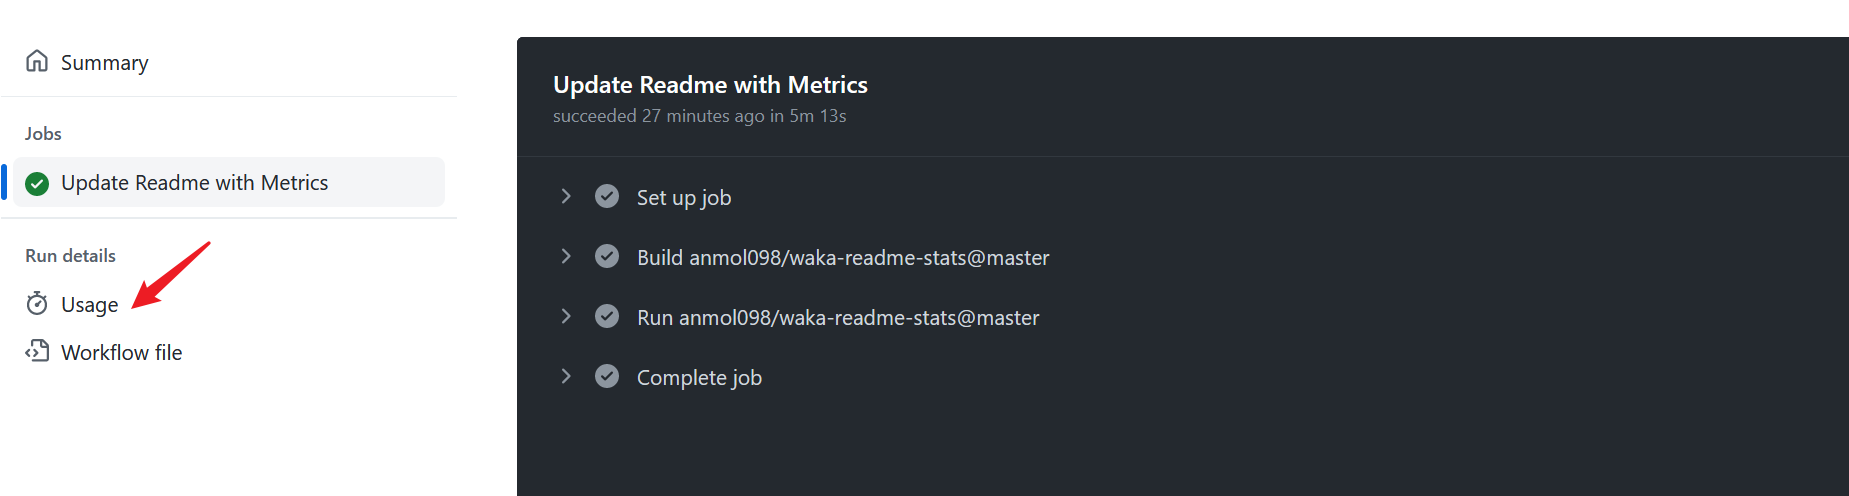 Summary
Jobs
Update Readme with Metrics
Run details
Usage
Workflow file
Update Readme with Metrics
succeeded 27 minutes ago in 5m 13s
Set up job
Build anmol098/waka-readme-stats@master
Run anmol098/waka-readme-stats@master
Complete job